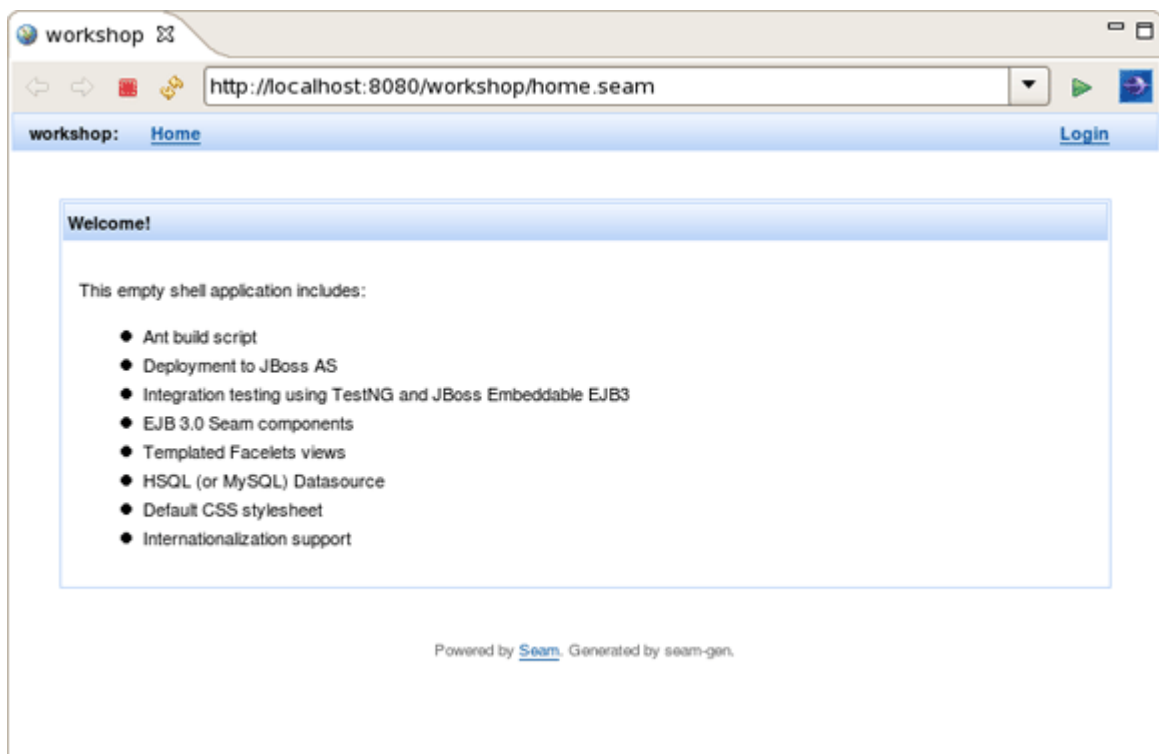 workshop
http://localhost:8080/workshop/home.seam
workshop: Home Login
Welcome!
This empty shell application includes:
Ant build script
Deployment to JBoss AS
Integration testing using TestNG and JBoss Embeddable EJB3
EJB 3.0 Seam components
Templated Facelets views
HSQL (or MySQL) Datasource
Default CSS stylesheet
Internationalization support
Powered by Seam. Generated by seam-gen.